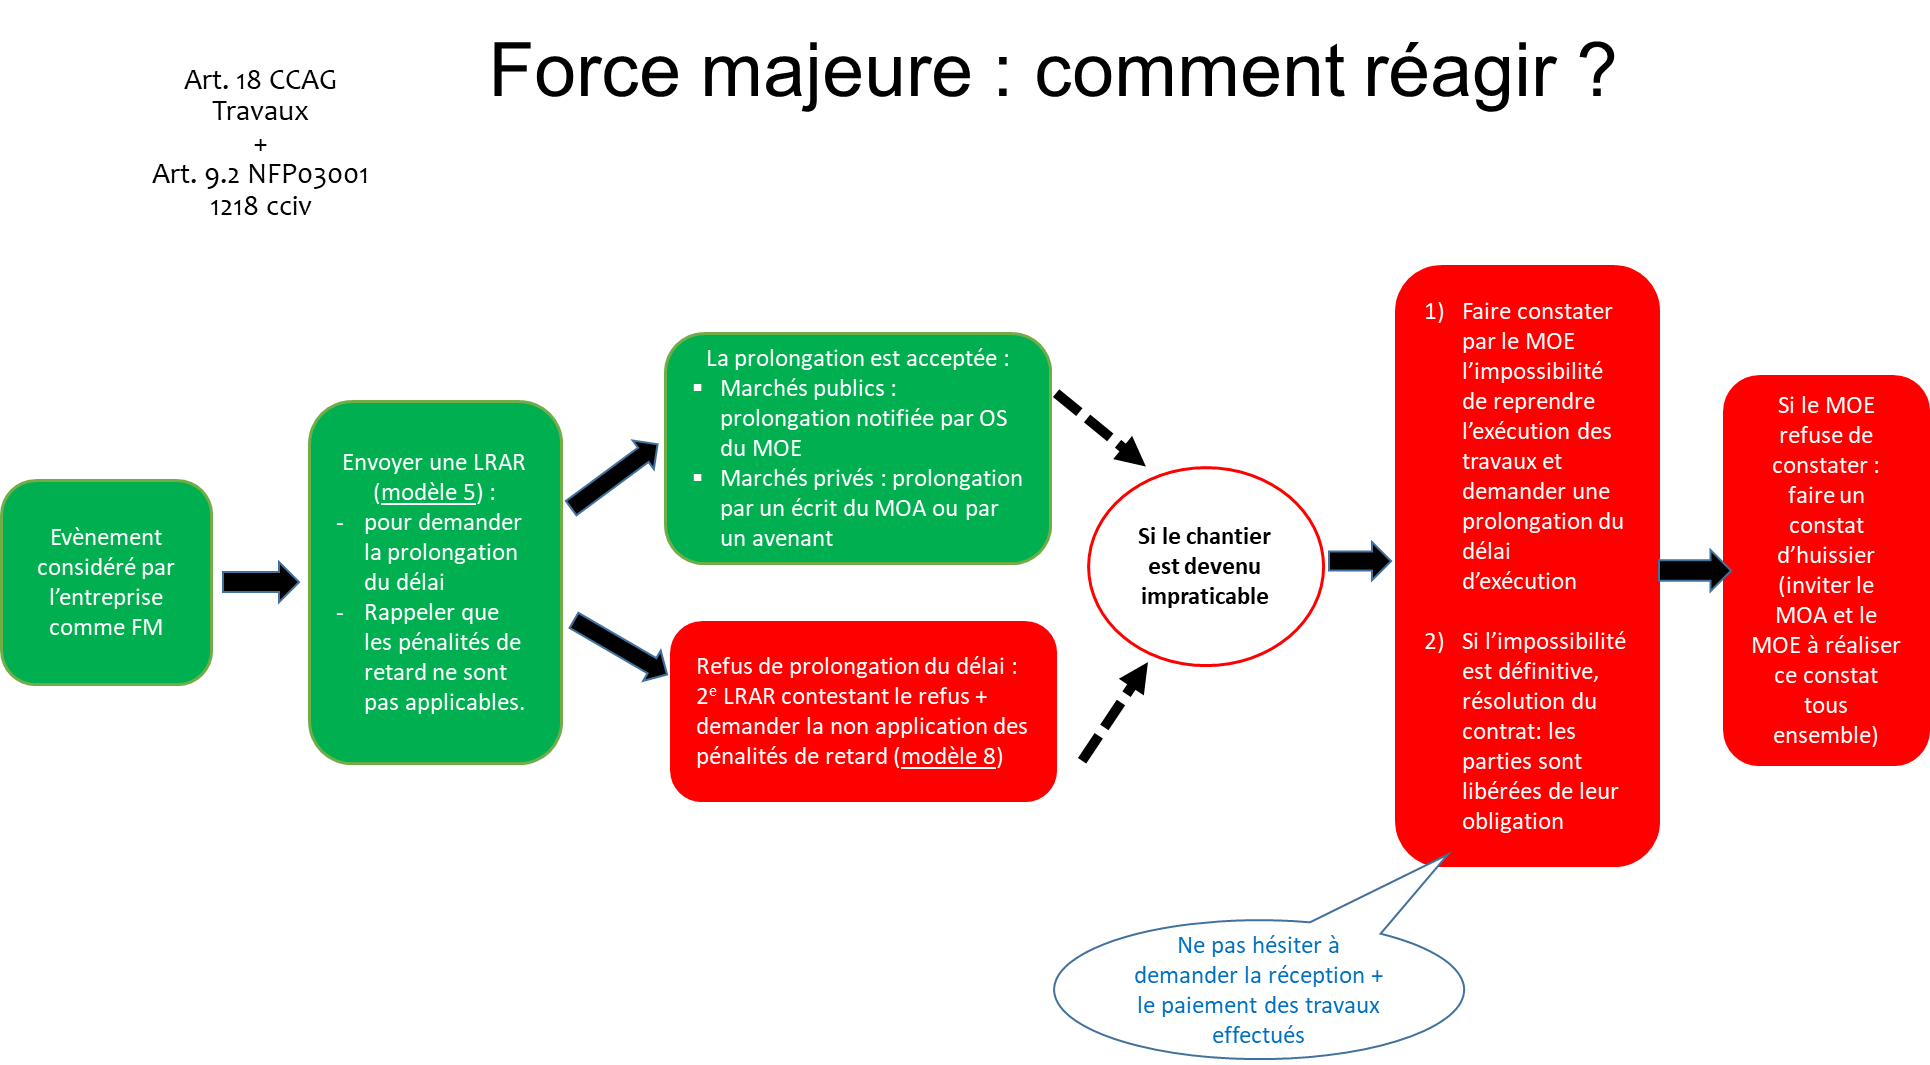 Force majeure : comment réagir ?
Art. 18 CCAG
Travaux
+
Art. 9.2 NFP03001
1218 cciv
Evènement
considéré par
l’entreprise
comme FM
Envoyer une LRAR
(modèle 5) :
- pour demander
la prolongation
du délai
- Rappeler que
les pénalités de
retard ne sont
pas applicables.
La prolongation est acceptée :
▪ Marchés publics :
prolongation notifiée par OS
du MOE
▪ Marchés privés : prolongation
par un écrit du MOA ou par
un avenant
Refus de prolongation du délai :
2e LRAR contestant le refus +
demander la non application des
pénalités de retard (modèle 8)
Si le chantier
est devenu
impraticable
1) Faire constater
par le MOE
l’impossibilité
de reprendre
l’exécution des
travaux et
demander une
prolongation du
délai
d’exécution
2) Si l’impossibilité
est définitive,
résolution du
contrat: les
parties sont
libérées de leur
obligation
Si le MOE
refuse de
constater :
faire un
constat
d’huissier
(inviter le
MOA et le
MOE à réaliser
ce constat
tous
ensemble)
Ne pas hésiter à
demander la réception +
le paiement des travaux
effectués